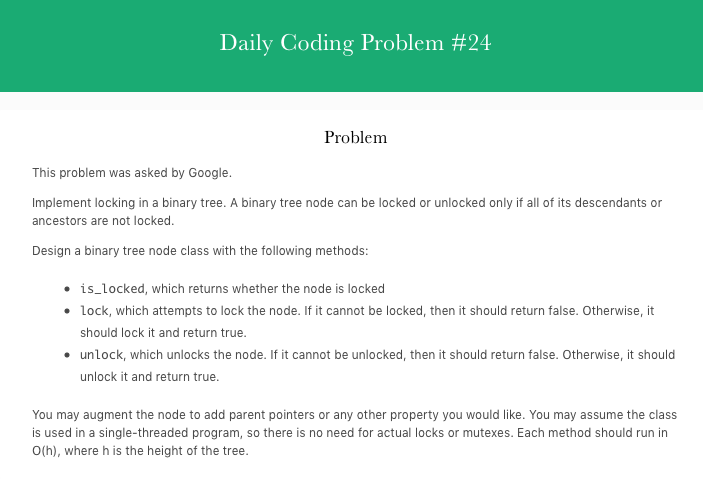 Daily Coding Problem #24
Problem
This problem was asked by Google.
Implement locking in a binary tree. A binary tree node can be locked or unlocked only if all of its descendants or
ancestors are not locked.
Design a binary tree node class with the following methods:
• is_locked, which returns whether the node is locked
• lock, which attempts to lock the node. If it cannot be locked, then it should return false. Otherwise, it
should lock it and return true.
• unlock, which unlocks the node. If it cannot be unlocked, then it should return false. Otherwise, it should
unlock it and return true.
You may augment the node to add parent pointers or any other property you would like. You may assume the class
is used in a single-threaded program, so there is no need for actual locks or mutexes. Each method should run in
O(h), where h is the height of the tree.